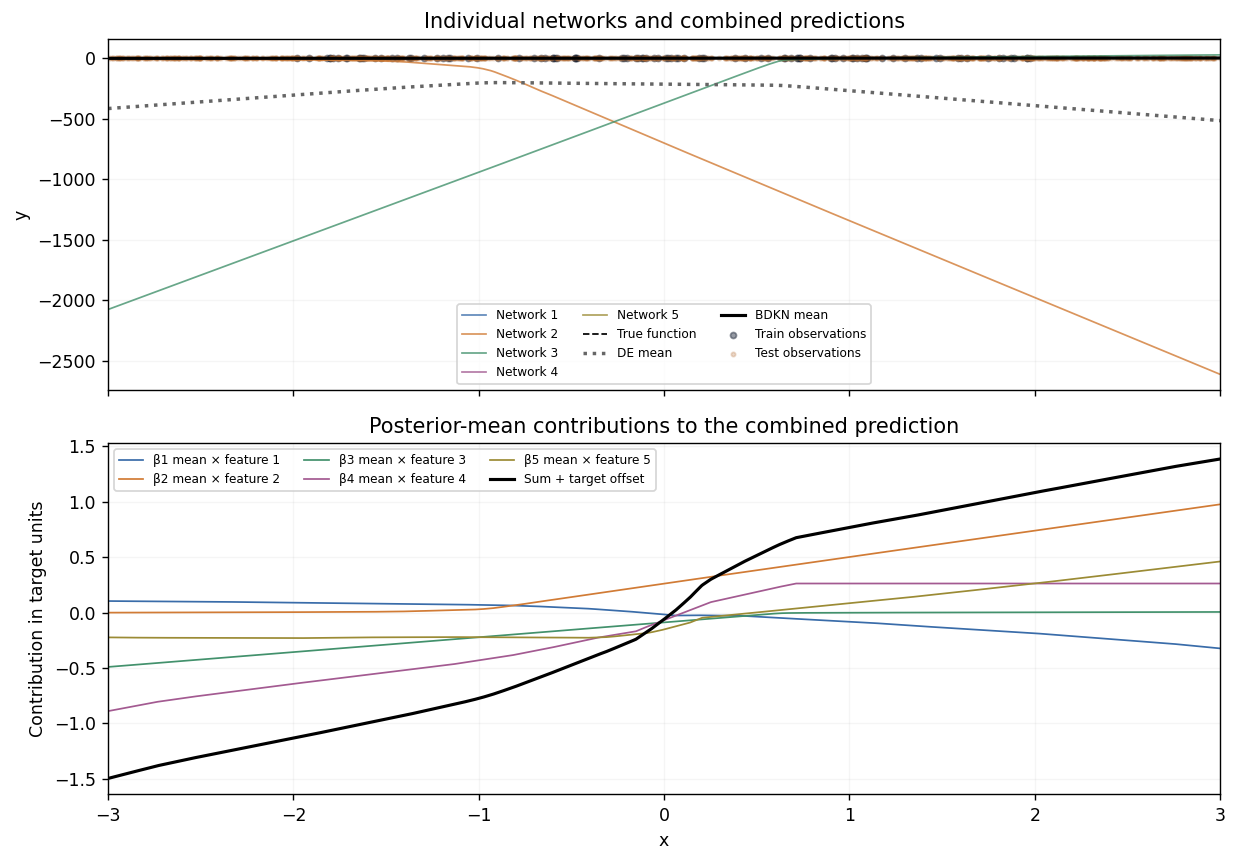 Individual networks and combined predictions
0
−500
−1000
−1500
−2000
−2500
y
Network 1
Network 2
Network 3
Network 4
Network 5
True function
DE mean
BDKN mean
Train observations
Test observations
Posterior-mean contributions to the combined prediction
1.5
1.0
0.5
0.0
−0.5
−1.0
−1.5
Contribution in target units
β1 mean × feature 1
β2 mean × feature 2
β3 mean × feature 3
β4 mean × feature 4
β5 mean × feature 5
Sum + target offset
−3 −2 −1 0 1 2 3
x